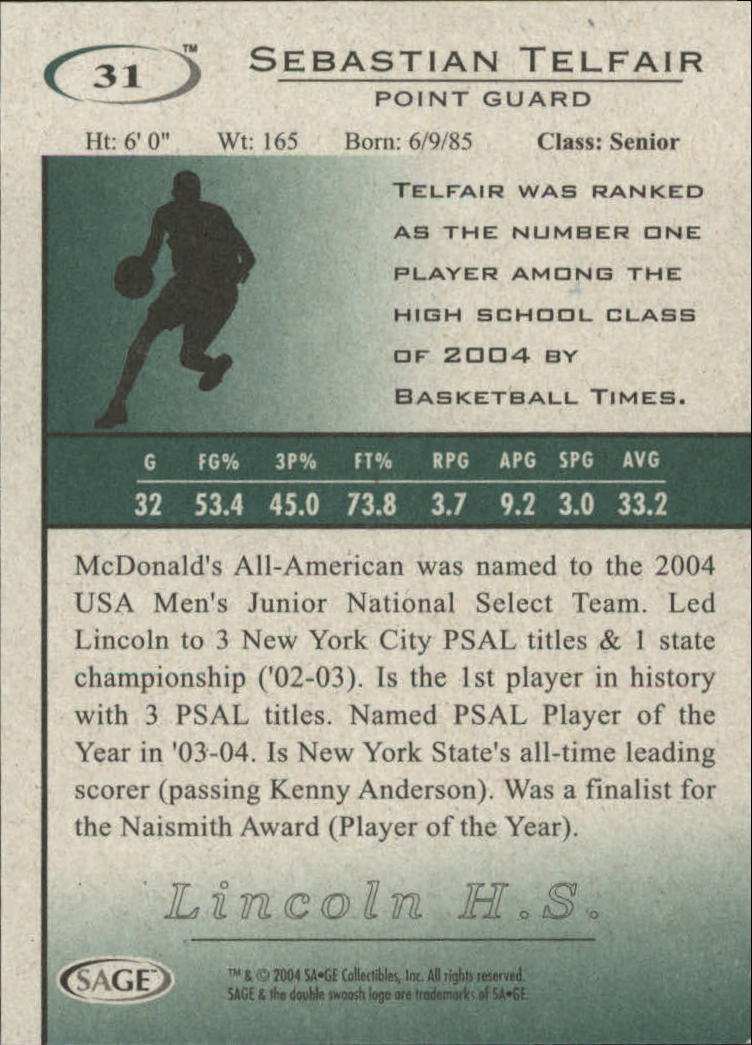 31
TM
SEBASTIAN TELFAIR
POINT GUARD
Ht: 6' 0" Wt: 165 Born: 6/9/85 Class: Senior
TELFAIR WAS RANKED
AS THE NUMBER ONE
PLAYER AMONG THE
HIGH SCHOOL CLASS
OF 2004 BY
BASKETBALL TIMES.
G FG% 3P% FT% RPG APG SPG AVG
32 53.4 45.0 73.8 3.7 9.2 3.0 33.2
McDonald's All-American was named to the 2004
USA Men's Junior National Select Team. Led
Lincoln to 3 New York City PSAL titles & 1 state
championship ('02-03). Is the 1st player in history
with 3 PSAL titles. Named PSAL Player of the
Year in '03-04. Is New York State's all-time leading
scorer (passing Kenny Anderson). Was a finalist for
the Naismith Award (Player of the Year).
Lincoln H.S.
SAGE™
TM & © 2004 SA•GE Collectibles, Inc. All rights reserved.
SAGE & the double swoosh logo are trademarks of SA•GE.